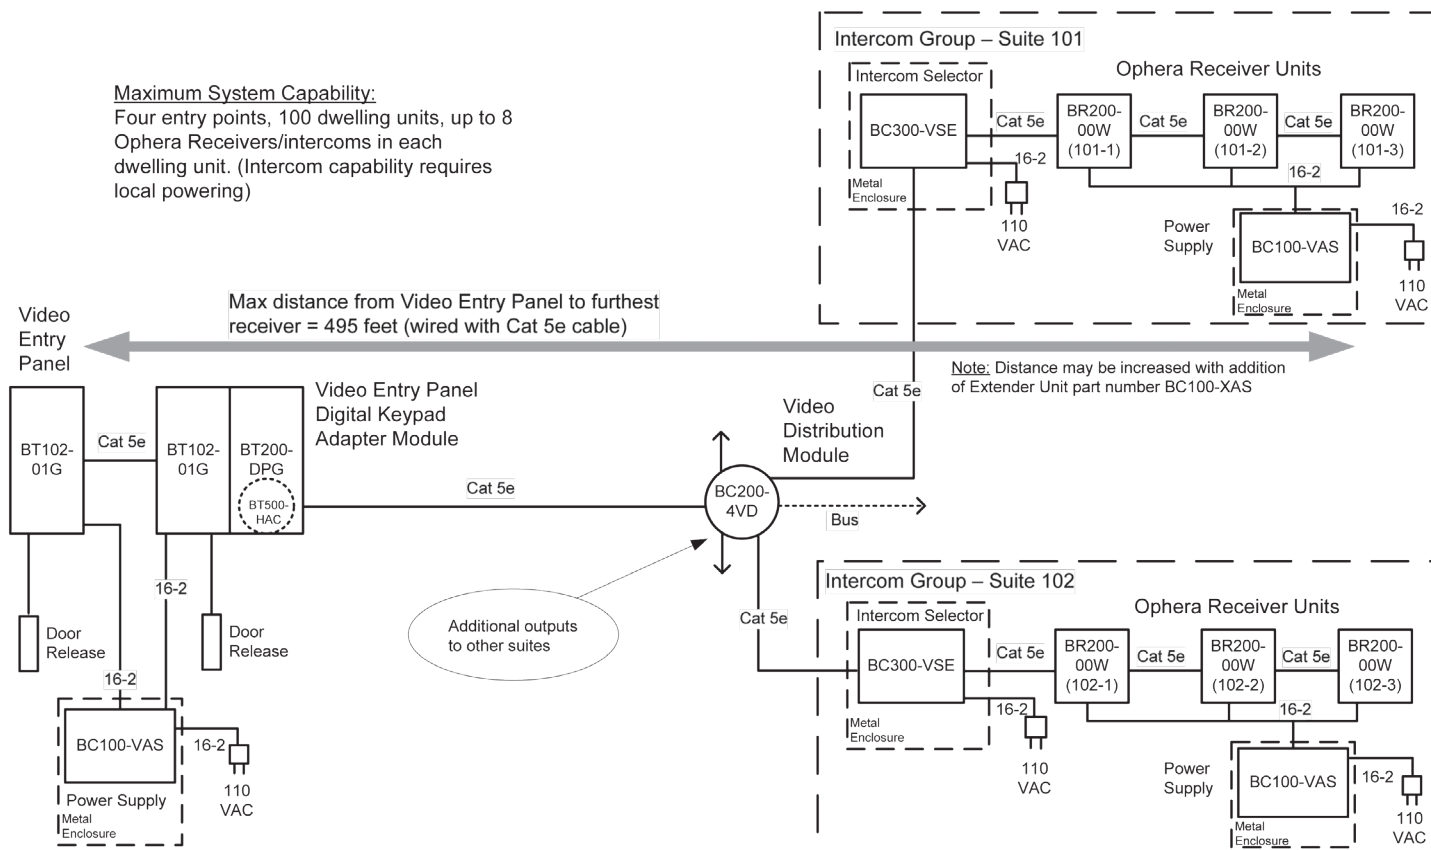 Maximum System Capability:
Four entry points, 100 dwelling units, up to 8
Ophera Receivers/intercoms in each
dwelling unit. (Intercom capability requires
local powering)
Intercom Group – Suite 101
Intercom Selector
BC300-VSE
Metal
Enclosure
Cat 5e
16-2
110
VAC
Ophera Receiver Units
BR200-
00W
(101-1)
Cat 5e
BR200-
00W
(101-2)
Cat 5e
BR200-
00W
(101-3)
16-2
Power
Supply
BC100-VAS
Metal
Enclosure
16-2
110
VAC
Max distance from Video Entry Panel to furthest
receiver = 495 feet (wired with Cat 5e cable)
Note: Distance may be increased with addition
of Extender Unit part number BC100-XAS
Video
Entry
Panel
BT102-
01G
Cat 5e
BT102-
01G
BT200-
DPG
BT500-
HAC
Video Entry Panel
Digital Keypad
Adapter Module
Cat 5e
Video
Distribution
Module
BC200-
4VD
Cat 5e
Bus
Additional outputs
to other suites
Cat 5e
Door
Release
16-2
Door
Release
16-2
BC100-VAS
Power Supply
Metal
Enclosure
16-2
110
VAC
Intercom Group – Suite 102
Intercom Selector
BC300-VSE
Metal
Enclosure
Cat 5e
16-2
110
VAC
Ophera Receiver Units
BR200-
00W
(102-1)
Cat 5e
BR200-
00W
(102-2)
Cat 5e
BR200-
00W
(102-3)
16-2
Power
Supply
BC100-VAS
Metal
Enclosure
16-2
110
VAC